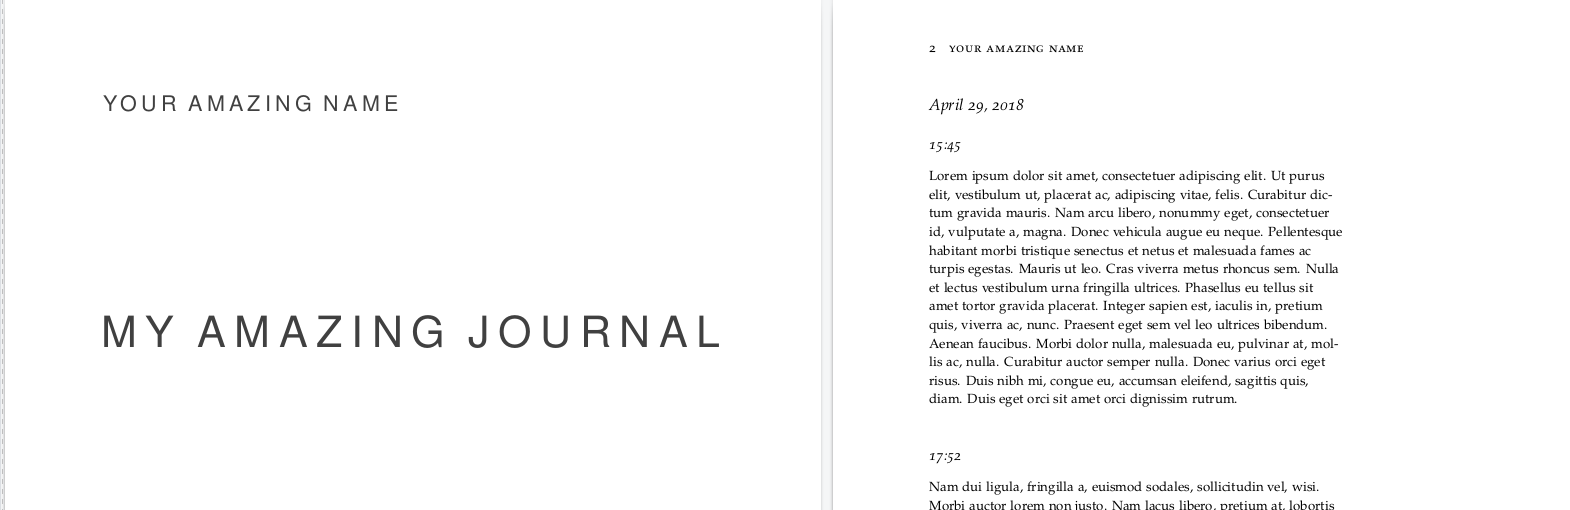 YOUR AMAZING NAME
MY AMAZING JOURNAL
2 YOUR AMAZING NAME
April 29, 2018
15:45
Lorem ipsum dolor sit amet, consectetuer adipiscing elit. Ut purus
elit, vestibulum ut, placerat ac, adipiscing vitae, felis. Curabitur dic-
tum gravida mauris. Nam arcu libero, nonummy eget, consectetuer
id, vulputate a, magna. Donec vehicula augue eu neque. Pellentesque
habitant morbi tristique senectus et netus et malesuada fames ac
turpis egestas. Mauris ut leo. Cras viverra metus rhoncus sem. Nulla
et lectus vestibulum urna fringilla ultrices. Phasellus eu tellus sit
amet tortor gravida placerat. Integer sapien est, iaculis in, pretium
quis, viverra ac, nunc. Praesent eget sem vel leo ultrices bibendum.
Aenean faucibus. Morbi dolor nulla, malesuada eu, pulvinar at, mol-
lis ac, nulla. Curabitur auctor semper nulla. Donec varius orci eget
risus. Duis nibh mi, congue eu, accumsan eleifend, sagittis quis,
diam. Duis eget orci sit amet orci dignissim rutrum.
17:52
Nam dui ligula, fringilla a, euismod sodales, sollicitudin vel, wisi.
Morbi auctor lorem non justo. Nam lacus libero, pretium at, lobortis